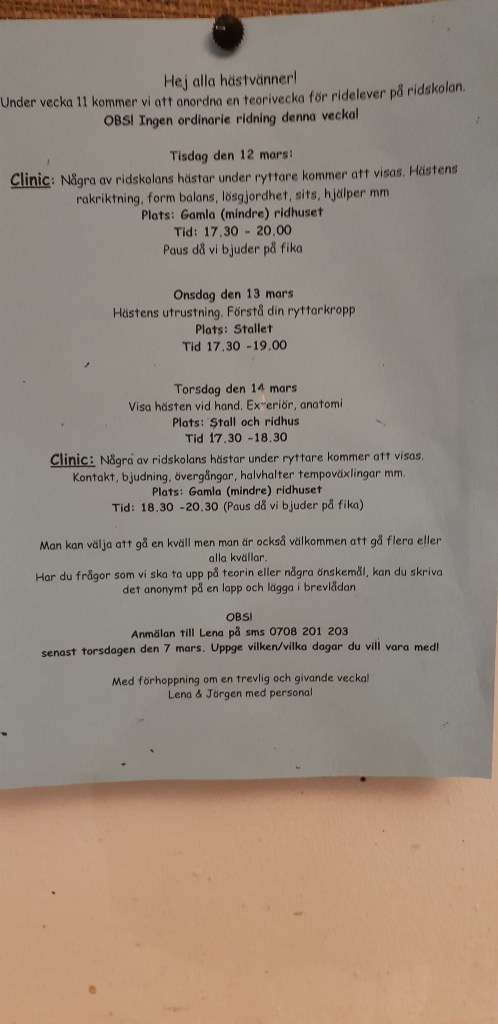 Hej alla hästvänner!
Under vecka 11 kommer vi att anordna en teorivecka för ridelever på ridskolan.
OBS! Ingen ordinarie ridning denna vecka!
Tisdag den 12 mars:
Clinic: Några av ridskolans hästar under ryttare kommer att visas. Hästens
rakriktning, form balans, lösgjordhet, sits, hjälper mm
Plats: Gamla (mindre) ridhuset
Tid: 17.30 - 20.00
Paus då vi bjuder på fika
Onsdag den 13 mars
Hästens utrustning. Förstå din ryttarkropp
Plats: Stallet
Tid 17.30 -19.00
Torsdag den 14 mars
Visa hästen vid hand. Exteriör, anatomi
Plats: Stall och ridhus
Tid 17.30 -18.30
Clinic: Några av ridskolans hästar under ryttare kommer att visas.
Kontakt, bjudning, övergångar, halvhalter tempoväxlingar mm.
Plats: Gamla (mindre) ridhuset
Tid: 18.30 -20.30 (Paus då vi bjuder på fika)
Man kan välja att gå en kväll men man är också välkommen att gå flera eller
alla kvällar.
Har du frågor som vi ska ta upp på teorin eller några önskemål, kan du skriva
det anonymt på en lapp och lägga i brevlådan
OBS!
Anmälan till Lena på sms 0708 201 203
senast torsdagen den 7 mars. Uppge vilken/vilka dagar du vill vara med!
Med förhoppning om en trevlig och givande vecka!
Lena & Jörgen med personal